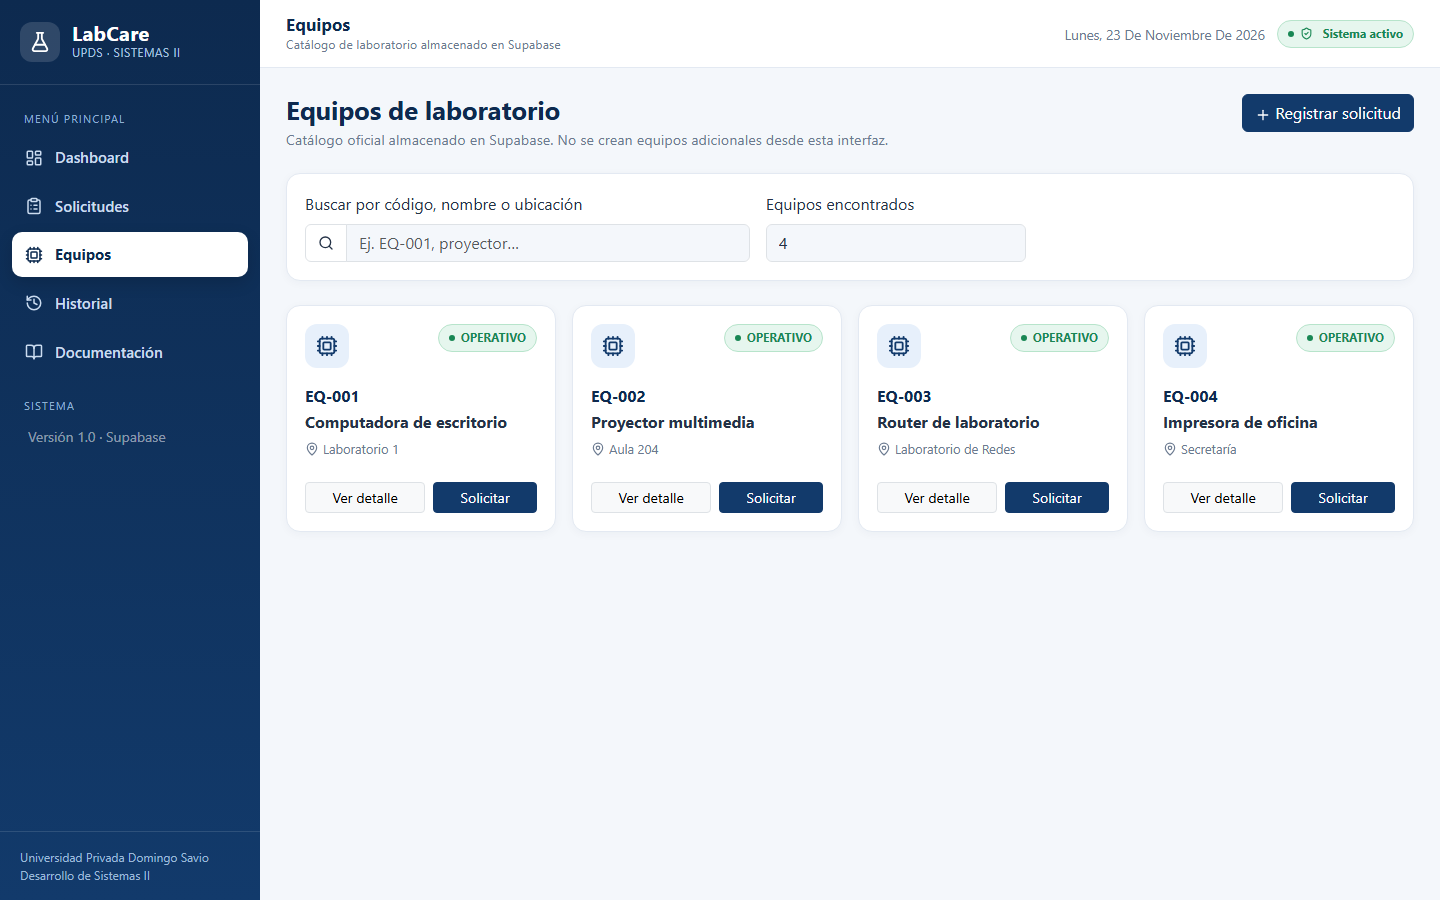 LabCare
UPDS · SISTEMAS II
MENÚ PRINCIPAL
Dashboard
Solicitudes
Equipos
Historial
Documentación
SISTEMA
Versión 1.0 · Supabase
Universidad Privada Domingo Savio
Desarrollo de Sistemas II
Equipos
Catálogo de laboratorio almacenado en Supabase
Lunes, 23 De Noviembre De 2026
Sistema activo
Equipos de laboratorio
Catálogo oficial almacenado en Supabase. No se crean equipos adicionales desde esta interfaz.
+ Registrar solicitud
Buscar por código, nombre o ubicación
Ej. EQ-001, proyector...
Equipos encontrados
4
OPERATIVO
EQ-001
Computadora de escritorio
Laboratorio 1
Ver detalle
Solicitar
OPERATIVO
EQ-002
Proyector multimedia
Aula 204
Ver detalle
Solicitar
OPERATIVO
EQ-003
Router de laboratorio
Laboratorio de Redes
Ver detalle
Solicitar
OPERATIVO
EQ-004
Impresora de oficina
Secretaría
Ver detalle
Solicitar